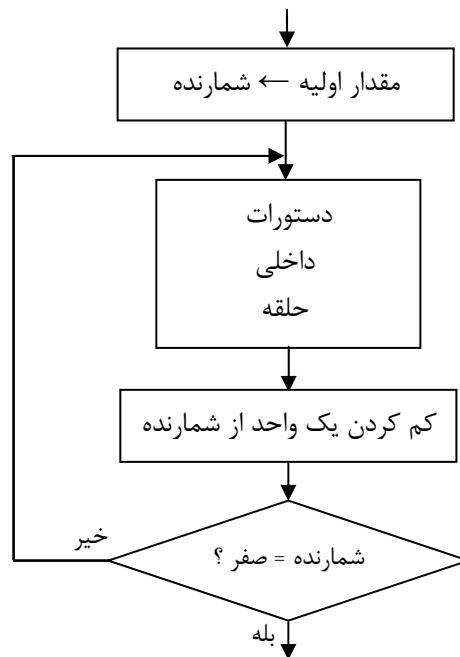 مقدار اولیه ← شمارنده
دستورات
داخلی
حلقه
کم کردن یک واحد از شمارنده
شمارنده = صفر ؟
خیر
بله